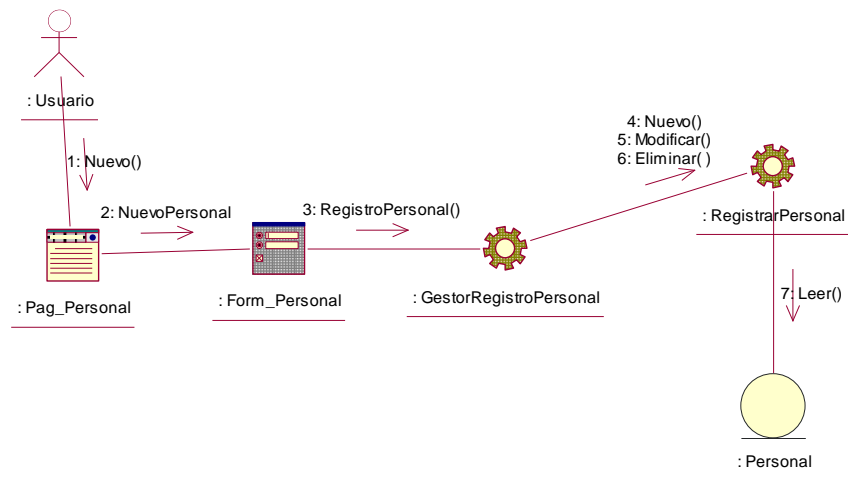 : Usuario
1: Nuevo()
2: NuevoPersonal
: Pag_Personal
3: RegistroPersonal()
: Form_Personal
: GestorRegistroPersonal
4: Nuevo()
5: Modificar()
6: Eliminar( )
: RegistrarPersonal
7: Leer()
: Personal